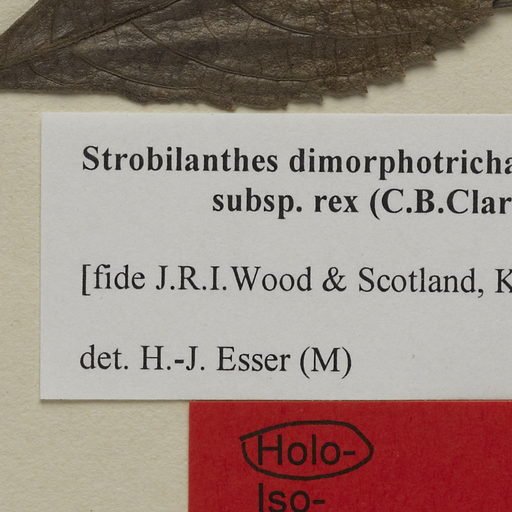 Strobilanthes dimorphotricha
subsp. rex (C.B.Clar
[fide J.R.I.Wood & Scotland, K
det. H.-J. Esser (M)
Holo-
Iso-